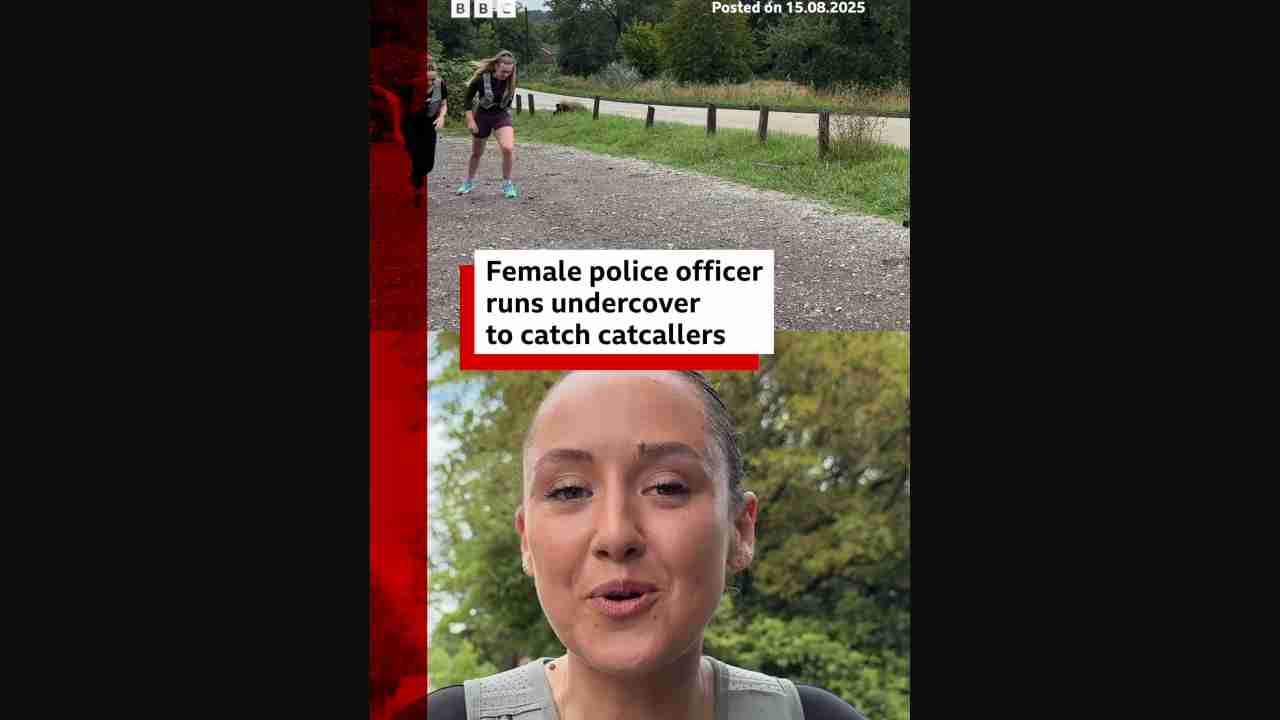 BBC
Posted on 15.08.2025
Female police officer
runs undercover
to catch catcallers